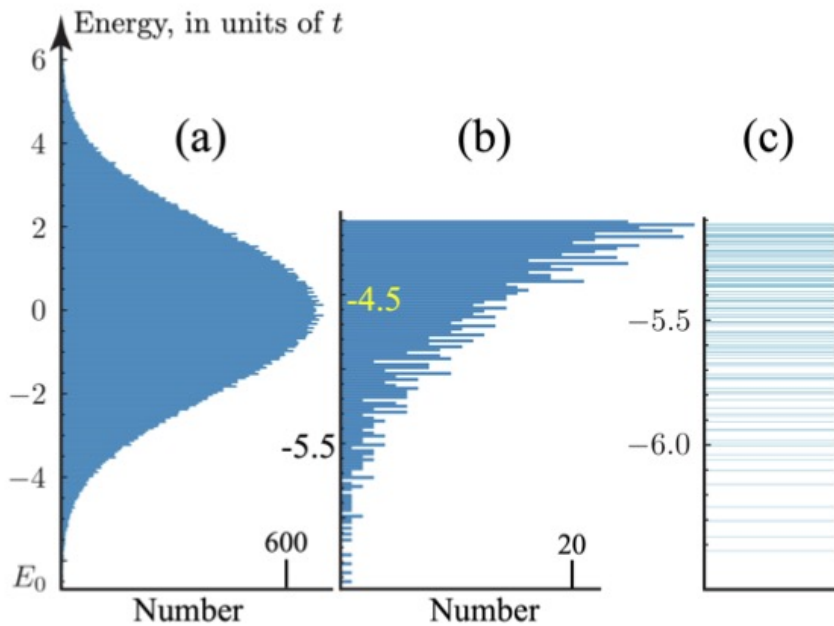 Energy, in units of t
6
4
2
0
−2
−4
E₀
(a)
600
Number
(b)
-4.5
-5.5
20
Number
(c)
−5.5
−6.0